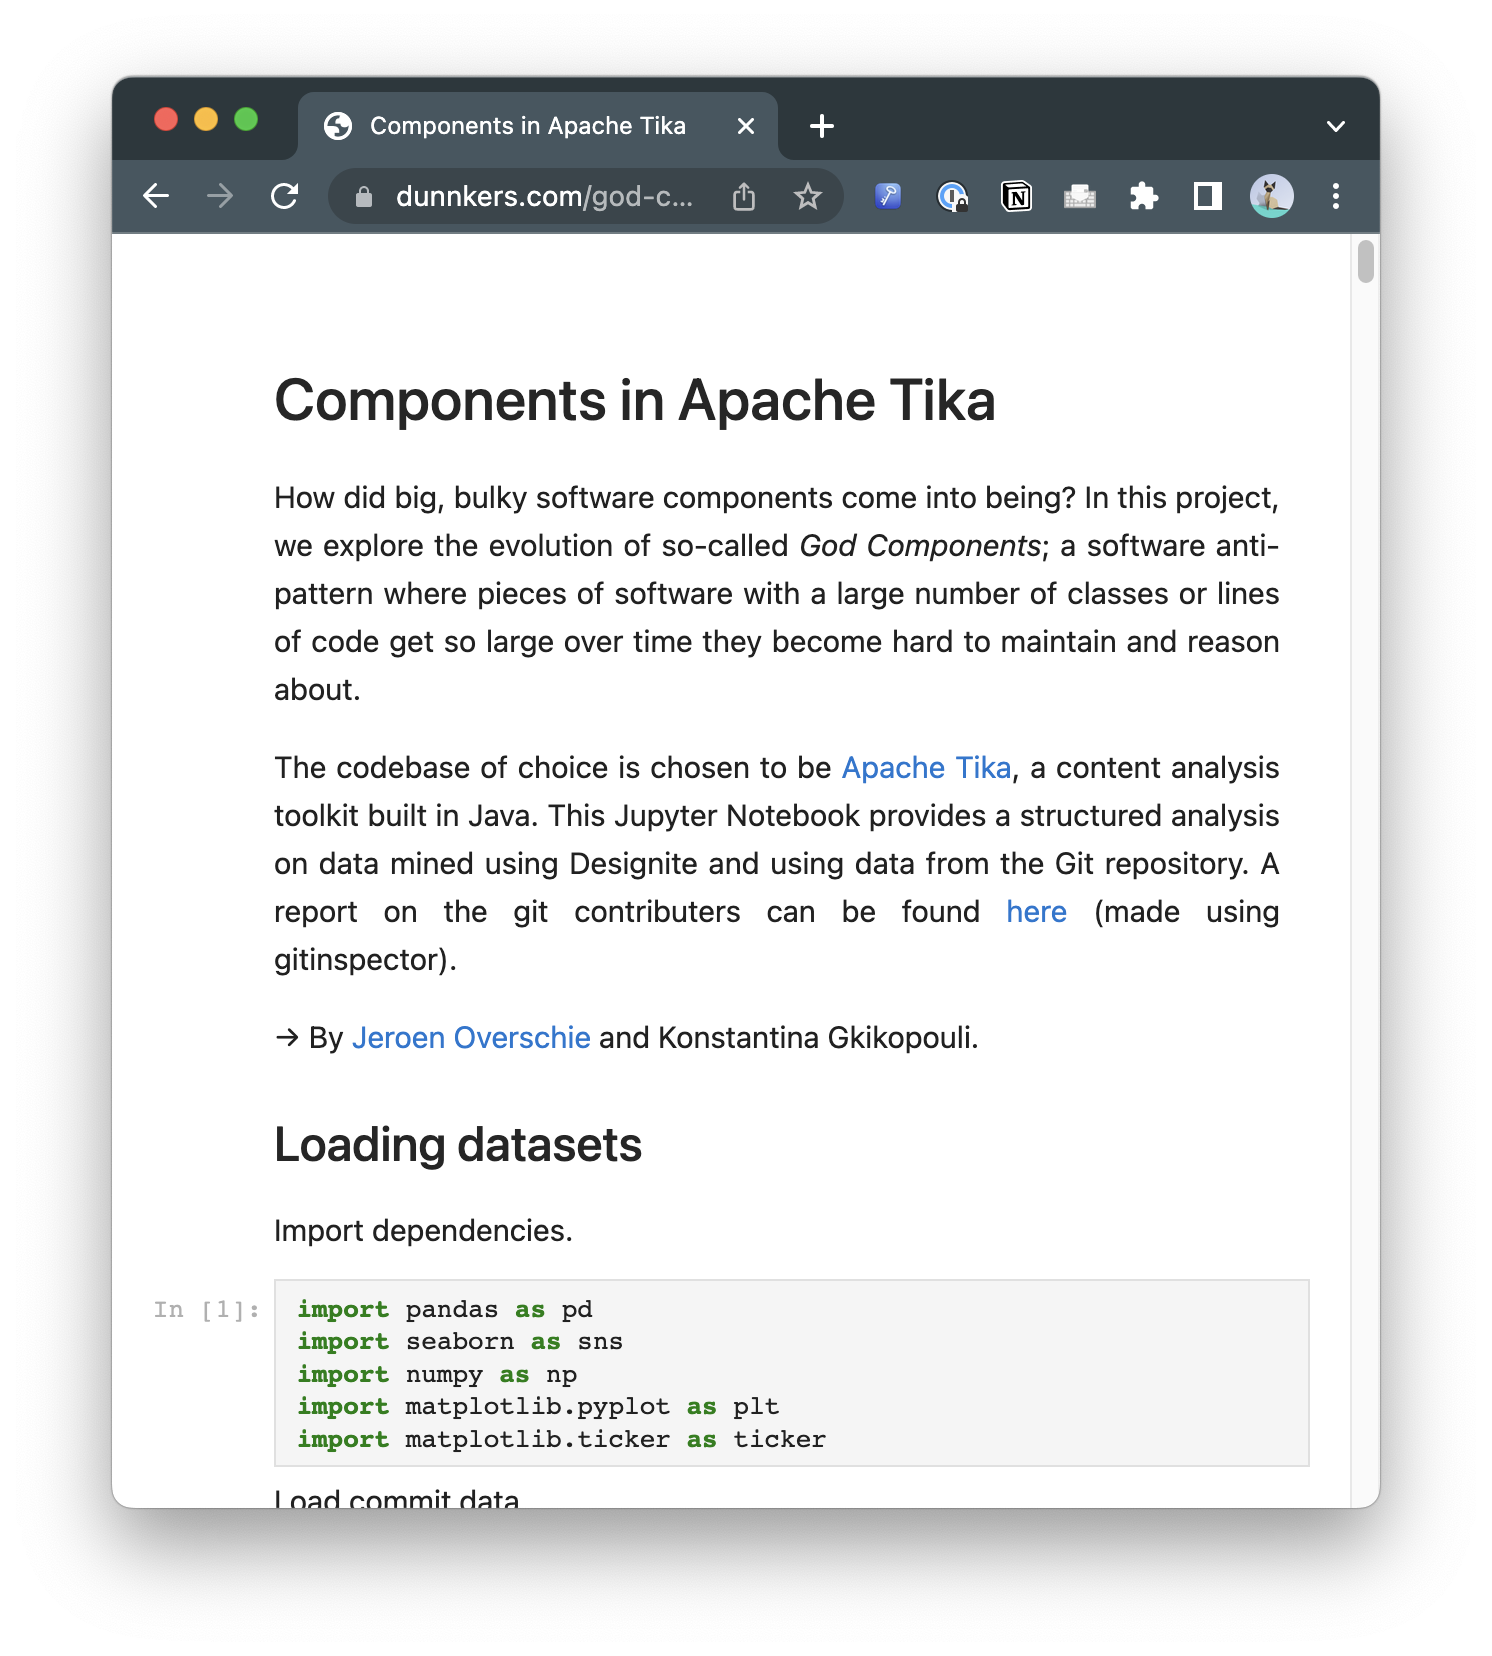 Components in Apache Tika
dunnkers.com/god-c...
Components in Apache Tika
How did big, bulky software components come into being? In this project,
we explore the evolution of so-called God Components; a software anti-
pattern where pieces of software with a large number of classes or lines
of code get so large over time they become hard to maintain and reason
about.
The codebase of choice is chosen to be Apache Tika, a content analysis
toolkit built in Java. This Jupyter Notebook provides a structured analysis
on data mined using Designite and using data from the Git repository. A
report on the git contributers can be found here (made using
gitinspector).
→ By Jeroen Overschie and Konstantina Gkikopouli.
Loading datasets
Import dependencies.
In [1]:
import pandas as pd
import seaborn as sns
import numpy as np
import matplotlib.pyplot as plt
import matplotlib.ticker as ticker
Load commit data